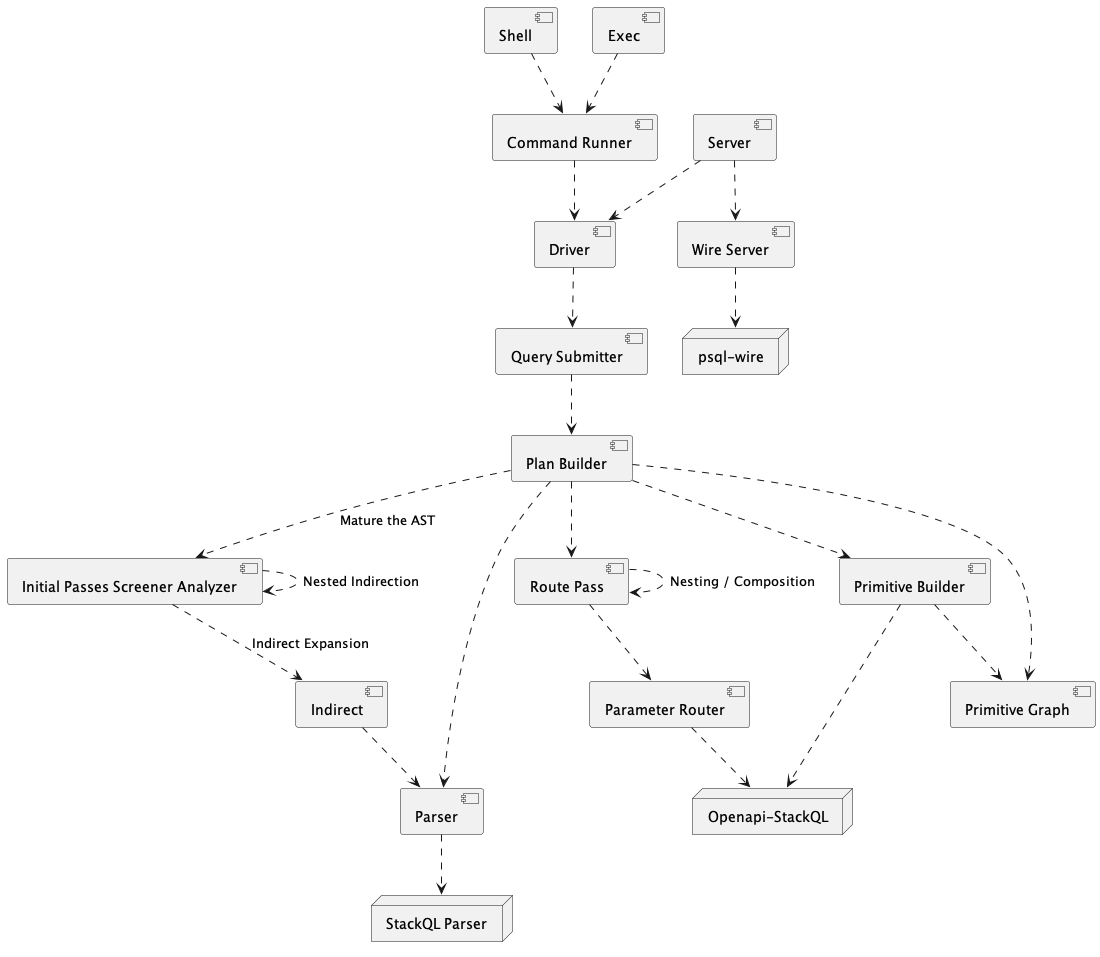 Shell
Exec
Command Runner
Server
Driver
Wire Server
Query Submitter
psql-wire
Plan Builder
Mature the AST
Initial Passes Screener Analyzer
Nested Indirection
Route Pass
Nesting / Composition
Primitive Builder
Indirect Expansion
Indirect
Parameter Router
Primitive Graph
Parser
Openapi-StackQL
StackQL Parser